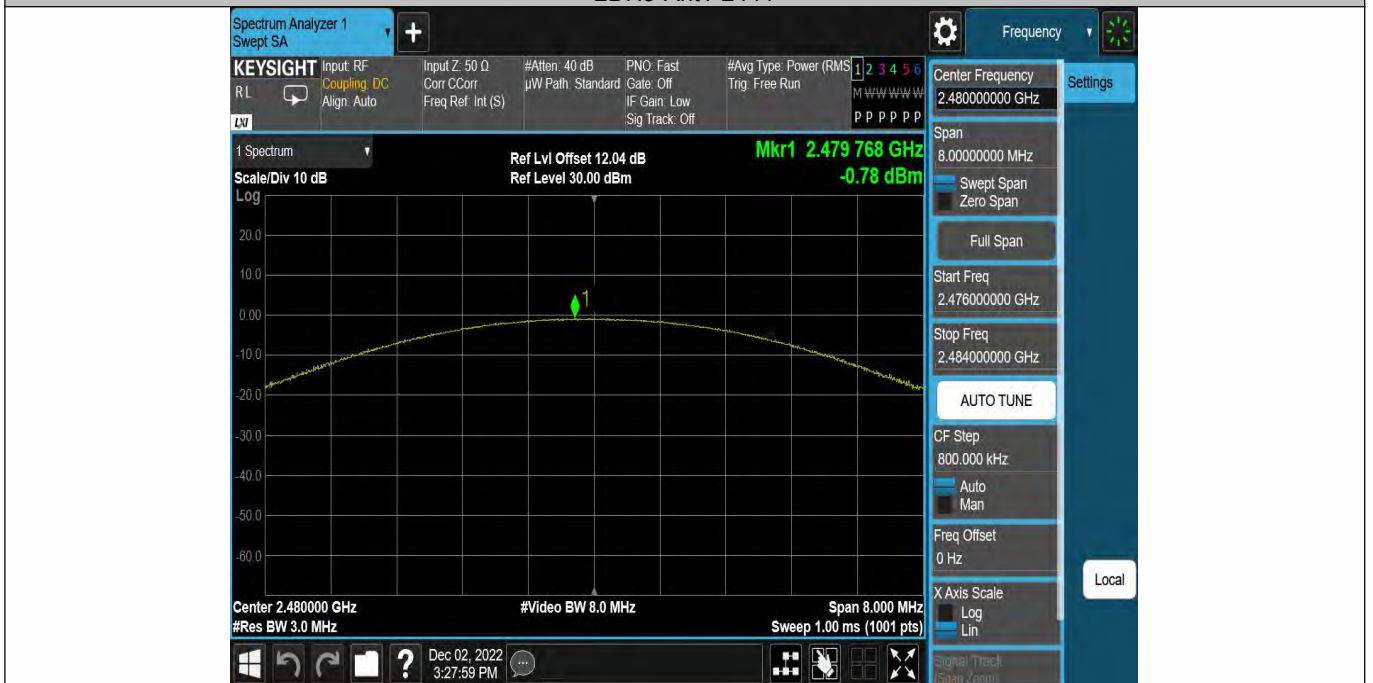 Spectrum Analyzer 1
Swept SA
Frequency
KEYSIGHT
RL
LXI
Input: RF
Coupling: DC
Align: Auto
Input Z: 50 Ω
Corr CCorr
Freq Ref: Int (S)
#Atten: 40 dB
µW Path: Standard
PNO: Fast
Gate: Off
IF Gain: Low
Sig Track: Off
#Avg Type: Power (RMS
Trig: Free Run
1 2 3 4 5 6
M W W W W W
P P P P P P
1 Spectrum
Scale/Div 10 dB
Ref Lvl Offset 12.04 dB
Ref Level 30.00 dBm
Mkr1 2.479 768 GHz
-0.78 dBm
Log
20.0
10.0
0.00
-10.0
-20.0
-30.0
-40.0
-50.0
-60.0
1
Center 2.480000 GHz
#Res BW 3.0 MHz
#Video BW 8.0 MHz
Span 8.000 MHz
Sweep 1.00 ms (1001 pts)
Dec 02, 2022
3:27:59 PM
Center Frequency
2.480000000 GHz
Settings
Span
8.00000000 MHz
Swept Span
Zero Span
Full Span
Start Freq
2.476000000 GHz
Stop Freq
2.484000000 GHz
AUTO TUNE
CF Step
800.000 kHz
Auto
Man
Freq Offset
0 Hz
X Axis Scale
Log
Lin
Local
Signal Track
(Span Zoom)